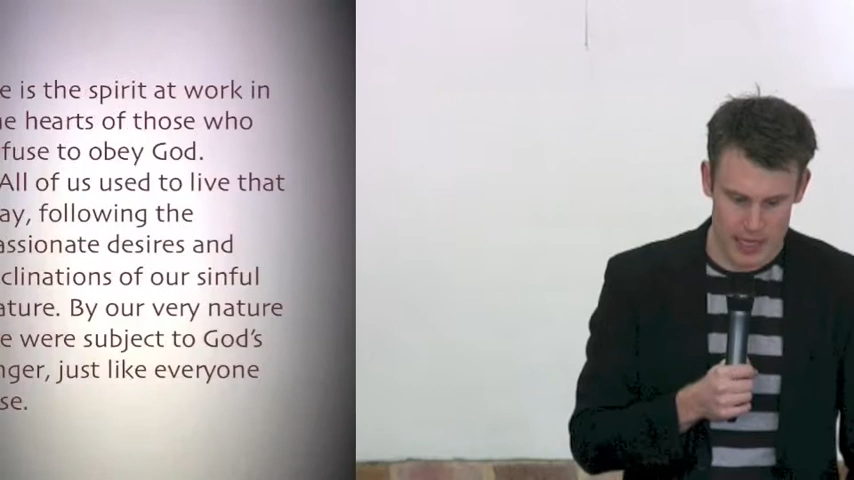 e is the spirit at work in
e hearts of those who
fuse to obey God.
All of us used to live that
ay, following the
assionate desires and
clinations of our sinful
ature. By our very nature
e were subject to God's
nger, just like everyone
se.